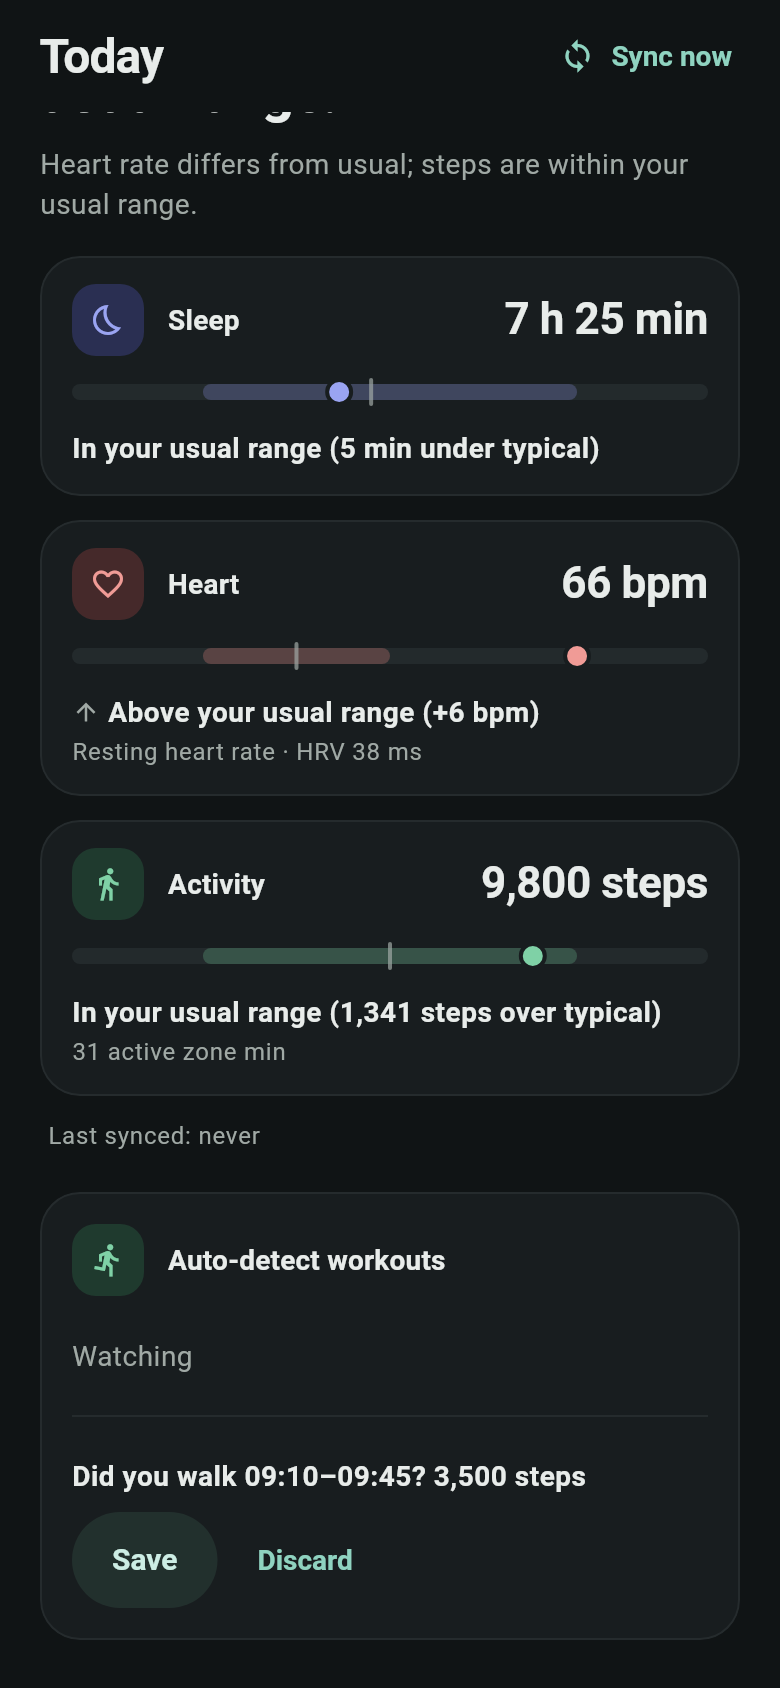 Today
Sync now
Heart rate differs from usual; steps are within your
usual range.
Sleep
7 h 25 min
In your usual range (5 min under typical)
Heart
66 bpm
Above your usual range (+6 bpm)
Resting heart rate · HRV 38 ms
Activity
9,800 steps
In your usual range (1,341 steps over typical)
31 active zone min
Last synced: never
Auto-detect workouts
Watching
Did you walk 09:10–09:45? 3,500 steps
Save
Discard